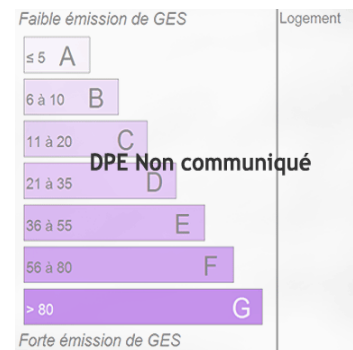 Faible émission de GES
Logement
≤ 5 A
6 à 10 B
11 à 20 C
DPE Non communiqué
21 à 35 D
36 à 55 E
56 à 80 F
> 80 G
Forte émission de GES